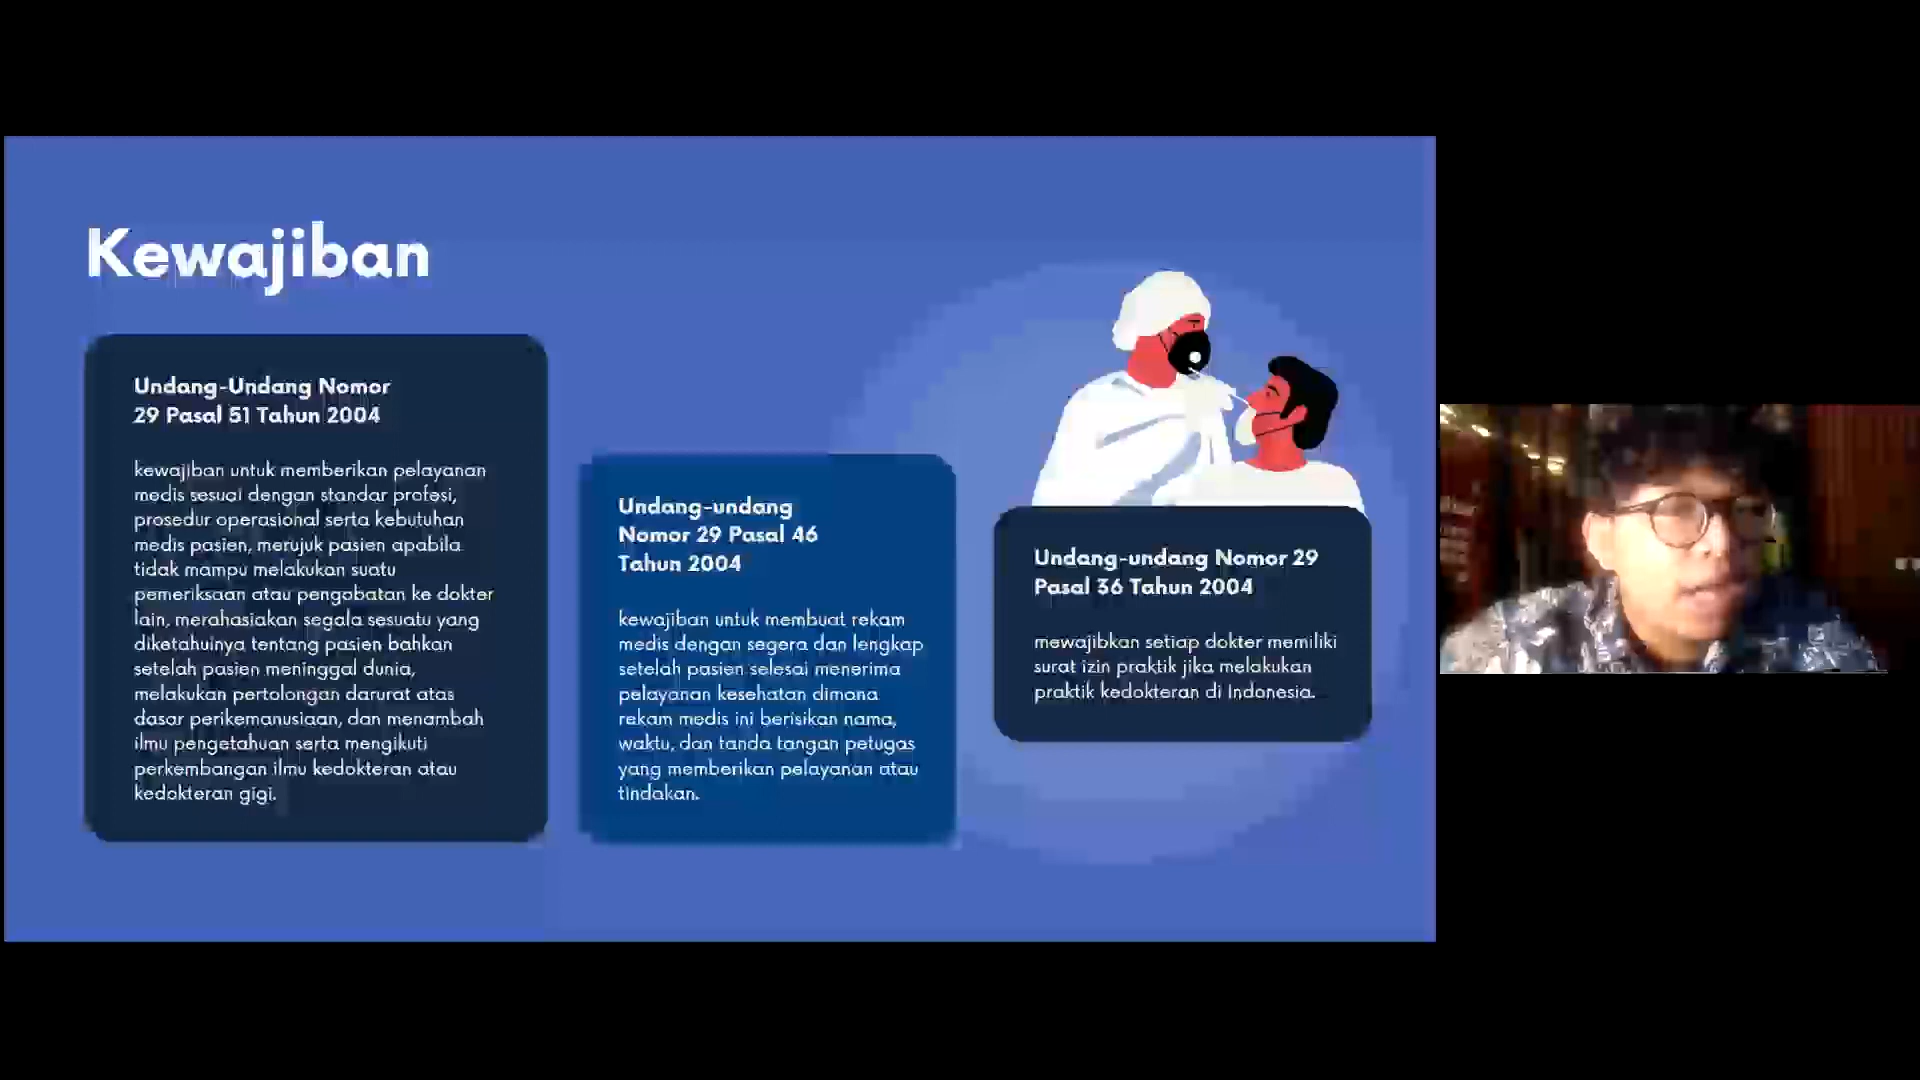 Kewajiban
Undang-Undang Nomor
29 Pasal 51 Tahun 2004
kewajiban untuk memberikan pelayanan
medis sesuai dengan standar profesi,
prosedur operasional serta kebutuhan
medis pasien, merujuk pasien apabila
tidak mampu melakukan suatu
pemeriksaan atau pengobatan ke dokter
lain, merahasiakan segala sesuatu yang
diketahuinya tentang pasien bahkan
setelah pasien meninggal dunia,
melakukan pertolongan darurat atas
dasar perikemanusiaan, dan menambah
ilmu pengetahuan serta mengikuti
perkembangan ilmu kedokteran atau
kedokteran gigi.
Undang-undang
Nomor 29 Pasal 46
Tahun 2004
kewajiban untuk membuat rekam
medis dengan segera dan lengkap
setelah pasien selesai menerima
pelayanan kesehatan dimana
rekam medis ini berisikan nama,
waktu, dan tanda tangan petugas
yang memberikan pelayanan atau
tindakan.
Undang-undang Nomor 29
Pasal 36 Tahun 2004
mewajibkan setiap dokter memiliki
surat izin praktik jika melakukan
praktik kedokteran di Indonesia.